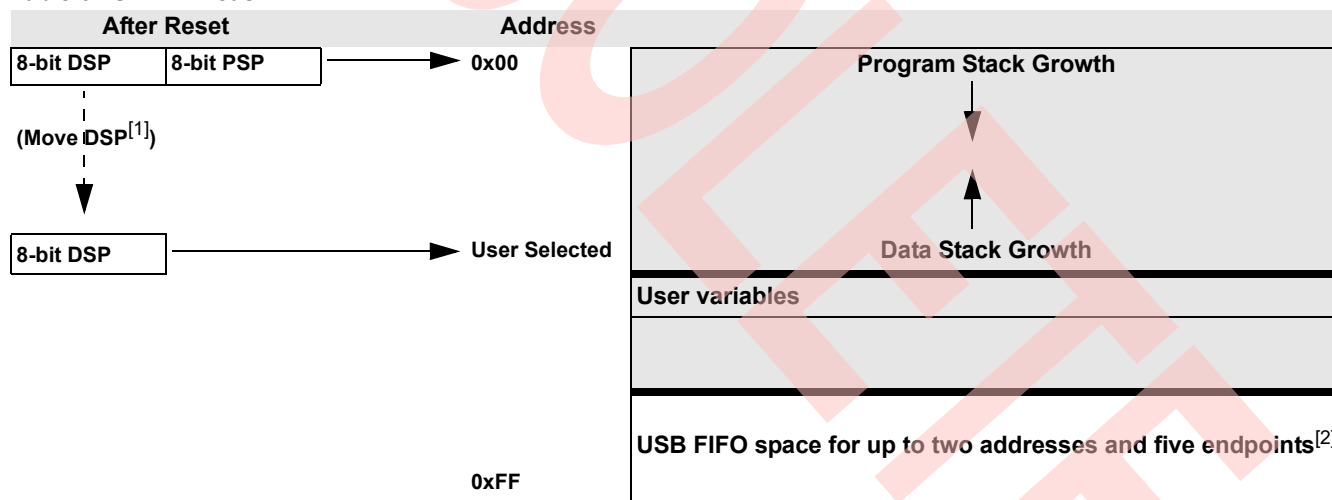 After Reset Address
8-bit DSP 8-bit PSP 0x00 Program Stack Growth
(Move DSP[1])
8-bit DSP User Selected Data Stack Growth
User variables
USB FIFO space for up to two addresses and five endpoints[2]
0xFF